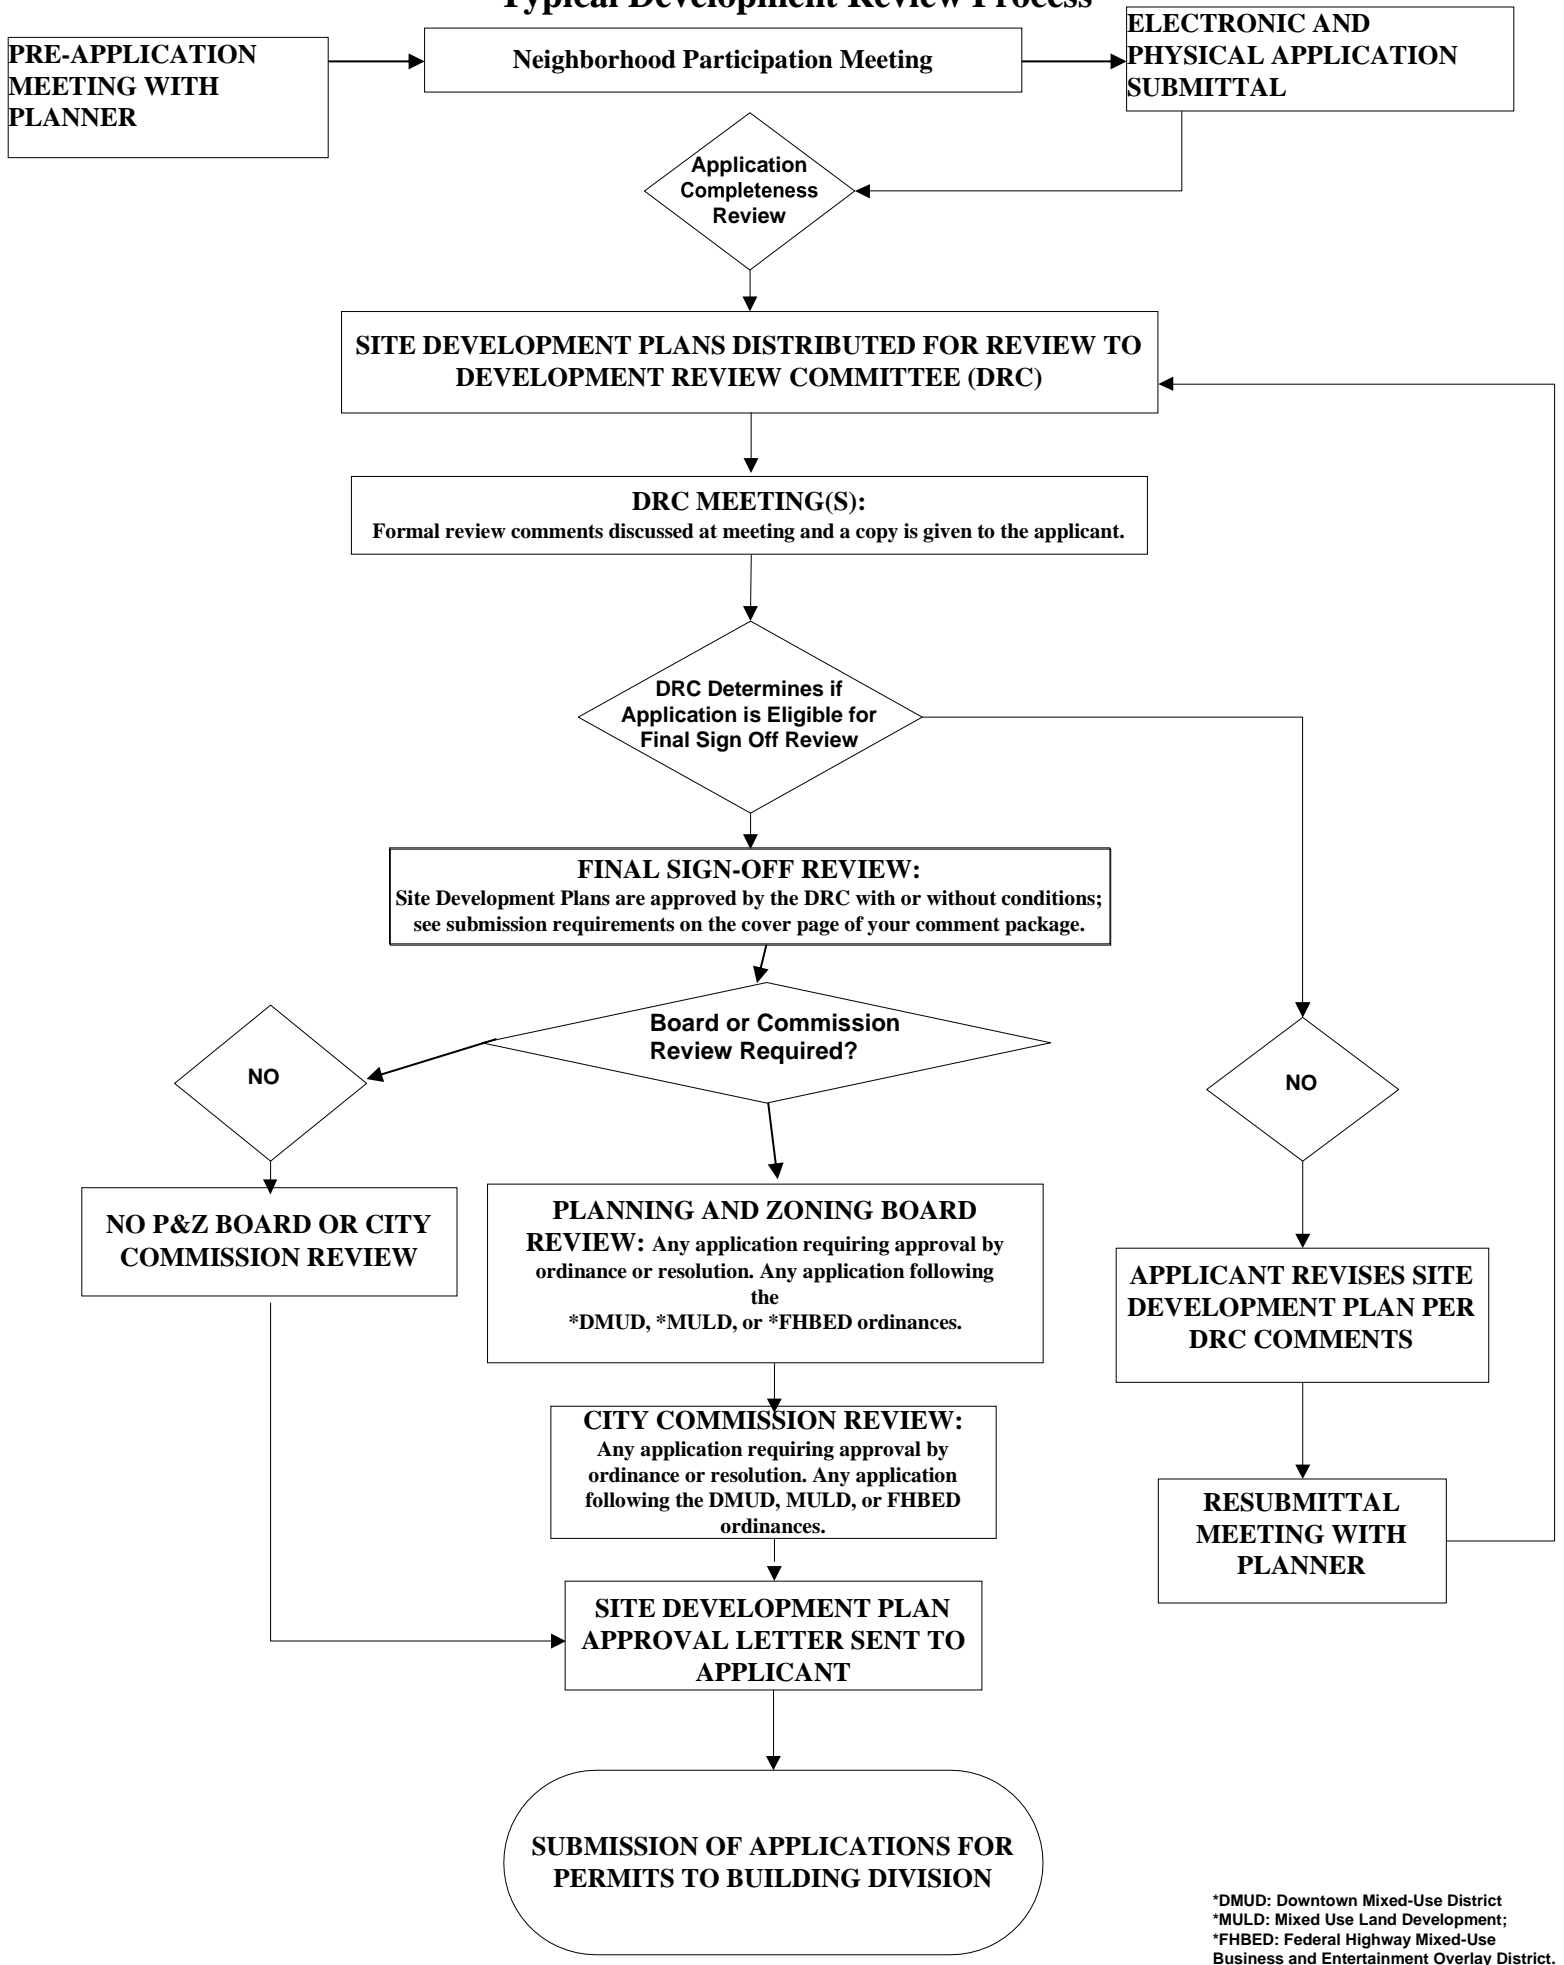 Typical Development Review Process
PRE-APPLICATION
MEETING WITH
PLANNER
Neighborhood Participation Meeting
ELECTRONIC AND
PHYSICAL APPLICATION
SUBMITTAL
Application
Completeness
Review
SITE DEVELOPMENT PLANS DISTRIBUTED FOR REVIEW TO
DEVELOPMENT REVIEW COMMITTEE (DRC)
DRC MEETING(S):
Formal review comments discussed at meeting and a copy is given to the applicant.
DRC Determines if
Application is Eligible for
Final Sign Off Review
FINAL SIGN-OFF REVIEW:
Site Development Plans are approved by the DRC with or without conditions;
see submission requirements on the cover page of your comment package.
Board or Commission
Review Required?
NO
NO
NO P&Z BOARD OR CITY
COMMISSION REVIEW
PLANNING AND ZONING BOARD
REVIEW: Any application requiring approval by
ordinance or resolution. Any application following
the
*DMUD, *MULD, or *FHBED ordinances.
APPLICANT REVISES SITE
DEVELOPMENT PLAN PER
DRC COMMENTS
CITY COMMISSION REVIEW:
Any application requiring approval by
ordinance or resolution. Any application
following the DMUD, MULD, or FHBED
ordinances.
RESUBMITTAL
MEETING WITH
PLANNER
SITE DEVELOPMENT PLAN
APPROVAL LETTER SENT TO
APPLICANT
SUBMISSION OF APPLICATIONS FOR
PERMITS TO BUILDING DIVISION
*DMUD: Downtown Mixed-Use District
*MULD: Mixed Use Land Development;
*FHBED: Federal Highway Mixed-Use
Business and Entertainment Overlay District.